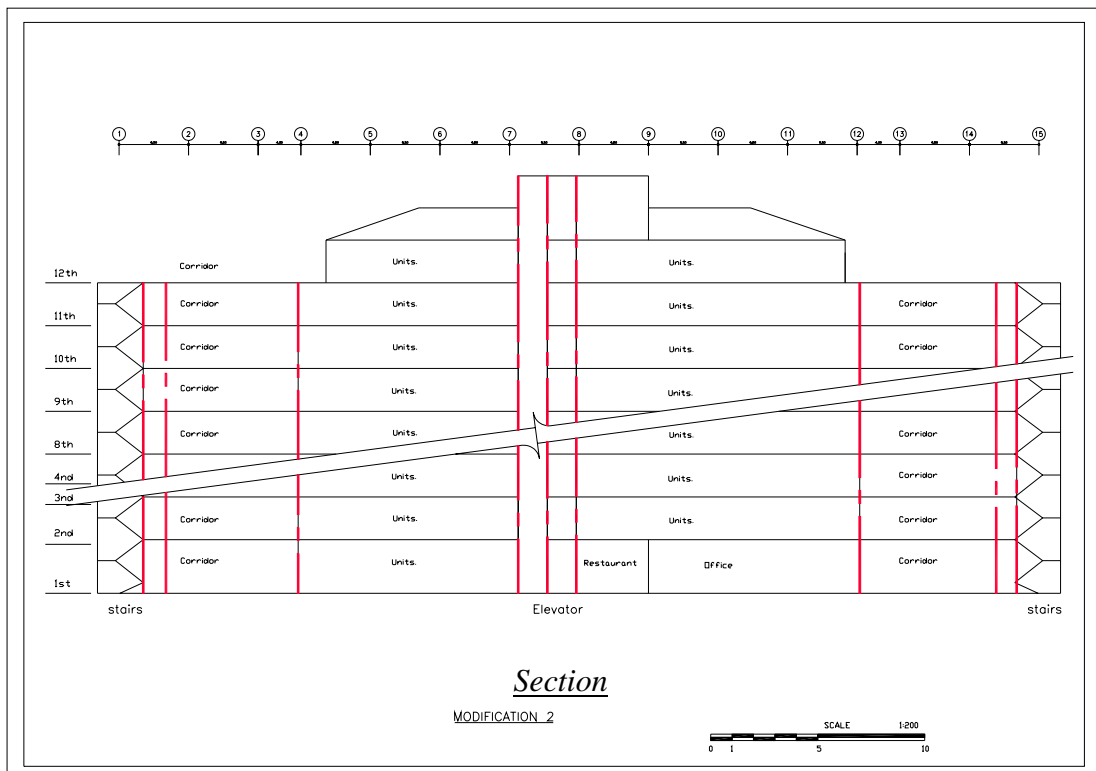 1 2 3 4 5 6 7 8 9 10 11 12 13 14 15
Corridor Units. Units.
12th
Corridor Units. Units. Corridor
11th
Corridor Units. Units. Corridor
10th
Corridor Units. Units.
9th
Corridor Units. Units. Corridor
8th
4nd Units. Units. Corridor
3nd
Corridor Units. Units. Corridor
2nd
Corridor Units. Restaurant Office Corridor
1st
stairs Elevator stairs
Section
MODIFICATION 2
SCALE 1:200
0 1 5 10